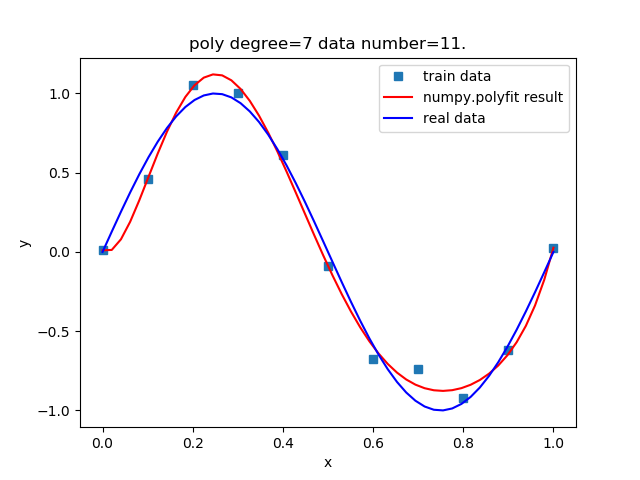 poly degree=7 data number=11.
train data
numpy.polyfit result
real data
1.0
0.5
0.0
−0.5
−1.0
y
0.0 0.2 0.4 0.6 0.8 1.0
x